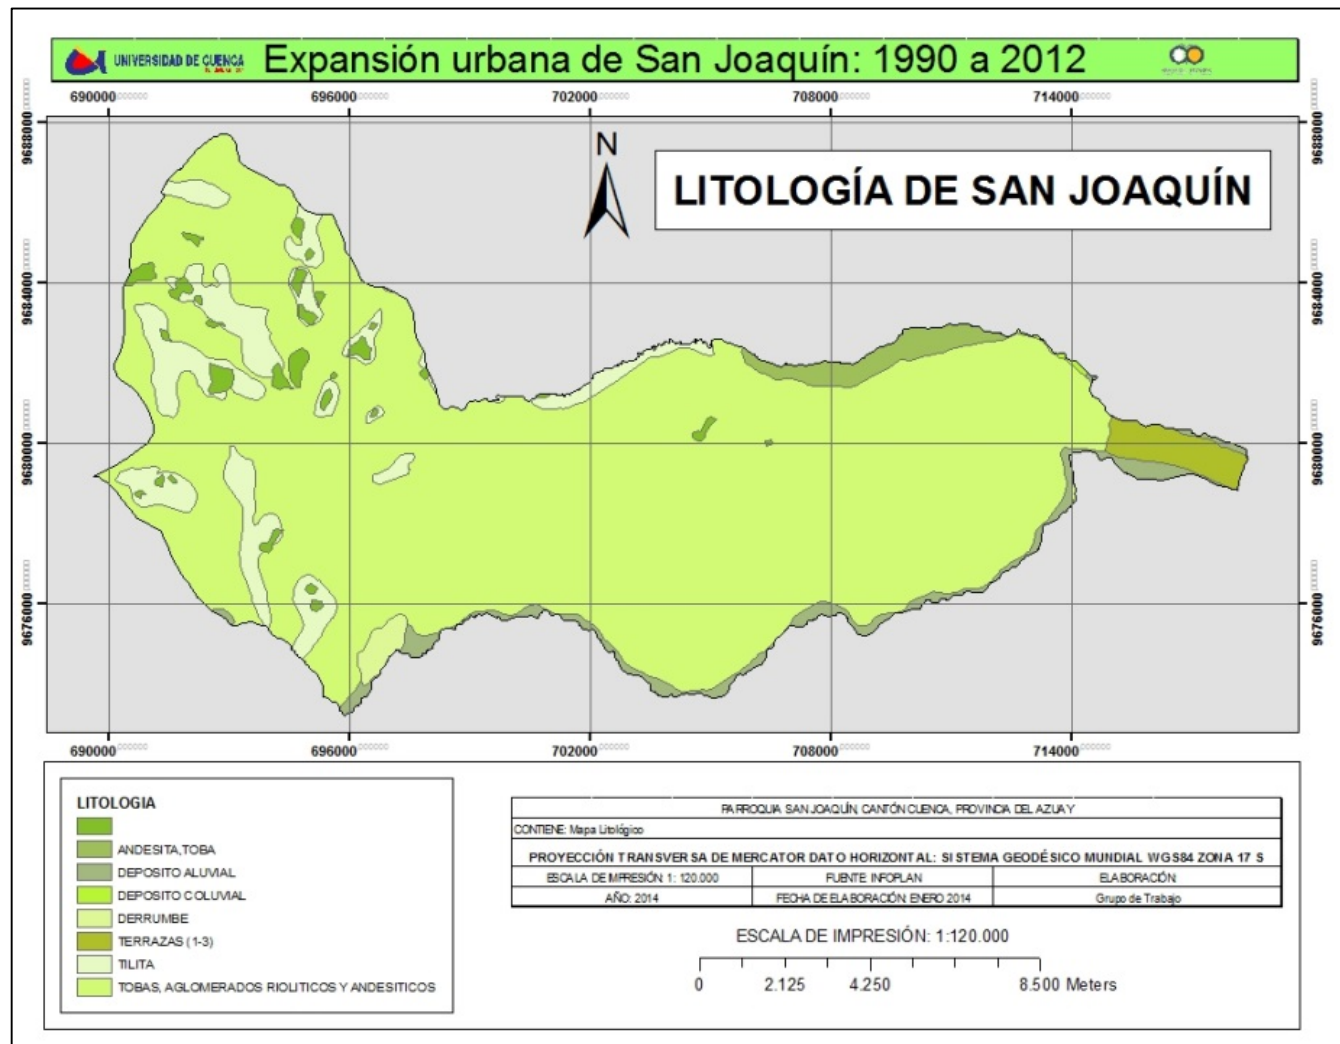 UNIVERSIDAD DE CUENCA
Expansión urbana de San Joaquín: 1990 a 2012
690000 696000 702000 708000 714000
9688000 9688000
N
LITOLOGÍA DE SAN JOAQUÍN
9684000 9684000
9680000 9680000
9676000 9676000
690000 696000 702000 708000 714000
LITOLOGIA
ANDESITA,TOBA
DEPOSITO ALUVIAL
DEPOSITO COLUVIAL
DERRUMBE
TERRAZAS (1-3)
TILITA
TOBAS, AGLOMERADOS RIOLITICOS Y ANDESITICOS
PARROQUIA SAN JOAQUÍN, CANTÓN CUENCA, PROVINCIA DEL AZUAY
CONTIENE: Mapa Litológico
PROYECCIÓN TRANSVERSA DE MERCATOR DATO HORIZONTAL: SISTEMA GEODÉSICO MUNDIAL WGS84 ZONA 17 S
ESCALA DE IMPRESIÓN 1: 120.000 FUENTE: INFOPLAN ELABORACIÓN:
AÑO: 2014 FECHA DE ELABORACIÓN: ENERO 2014 Grupo de Trabajo
ESCALA DE IMPRESIÓN: 1:120.000
0 2.125 4.250 8.500 Meters